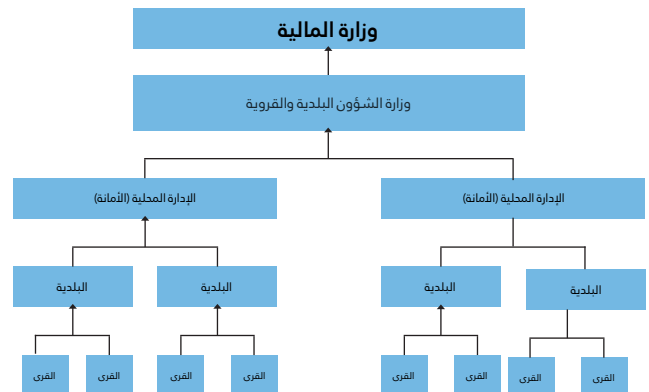 وزارة المالية
وزارة الشؤون البلدية والقروية
الإدارة المحلية (الأمانة)
الإدارة المحلية (الأمانة)
البلدية
البلدية
البلدية
البلدية
القرى
القرى
القرى
القرى
القرى
القرى
القرى
القرى